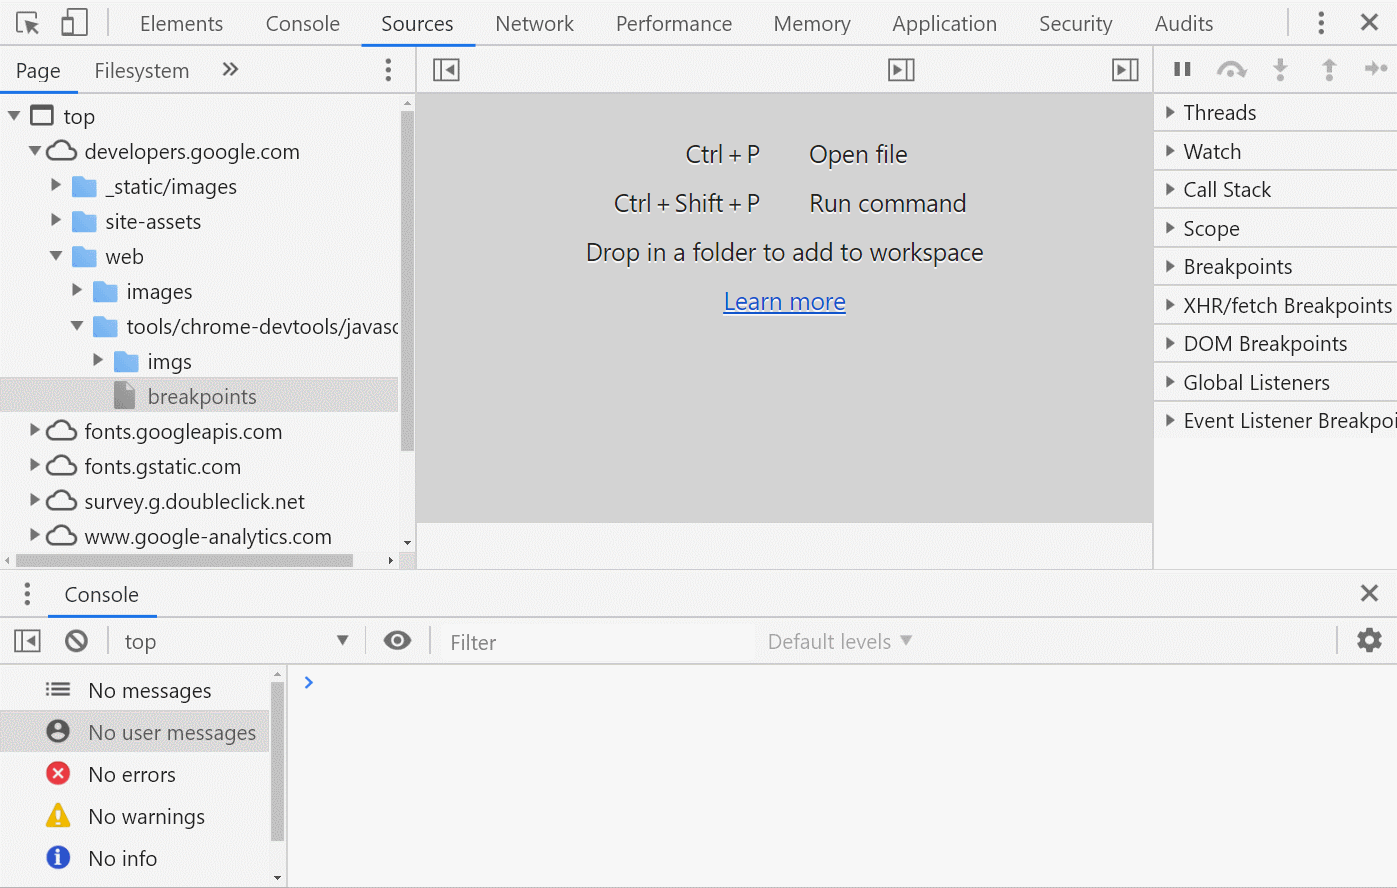 Elements Console Sources Network Performance Memory Application Security Audits
Page Filesystem »
top
developers.google.com
_static/images
site-assets
web
images
tools/chrome-devtools/javasc
imgs
breakpoints
fonts.googleapis.com
fonts.gstatic.com
survey.g.doubleclick.net
www.google-analytics.com
Ctrl + P Open file
Ctrl + Shift + P Run command
Drop in a folder to add to workspace
Learn more
Threads
Watch
Call Stack
Scope
Breakpoints
XHR/fetch Breakpoints
DOM Breakpoints
Global Listeners
Event Listener Breakpoi
Console
top Filter Default levels
No messages
No user messages
No errors
No warnings
No info